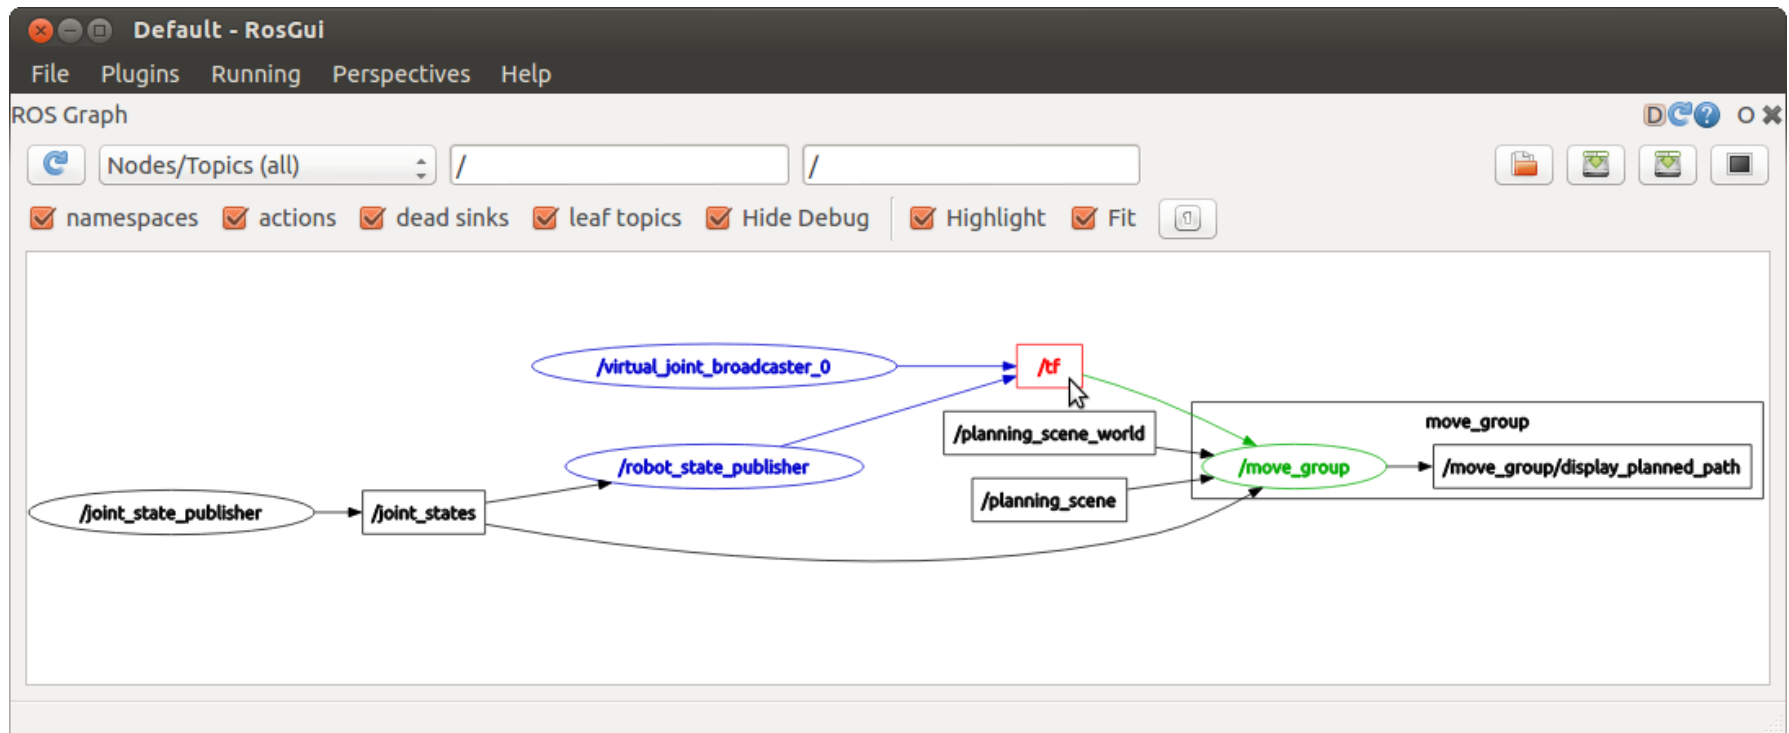 Default - RosGui
File Plugins Running Perspectives Help
ROS Graph
D ? O
Nodes/Topics (all) / /
namespaces actions dead sinks leaf topics Hide Debug Highlight Fit
/virtual_joint_broadcaster_0 /tf
/planning_scene_world move_group
/robot_state_publisher /move_group /move_group/display_planned_path
/planning_scene
/joint_state_publisher /joint_states